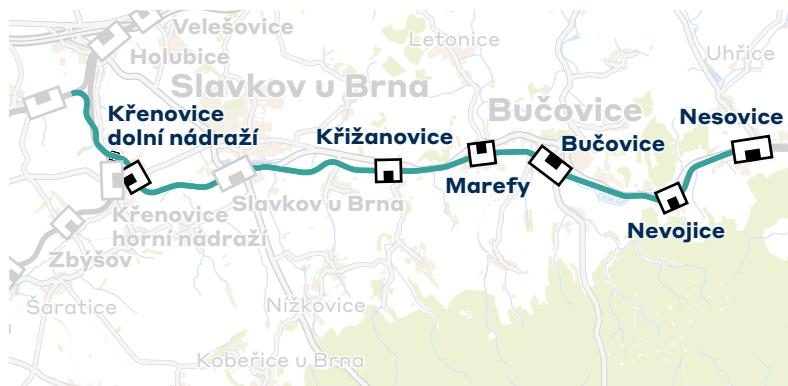 Velešovice
Holubice
Letonice
Uhřice
Slavkov u Brna
Bučovice
Křenovice
dolní nádraží
Křižanovice
Marefy
Bučovice
Nesovice
Nevojice
Slavkov u Brna
Křenovice
horní nádraží
Zbýšov
Šaratice
Nížkovice
Kobeřice u Brna